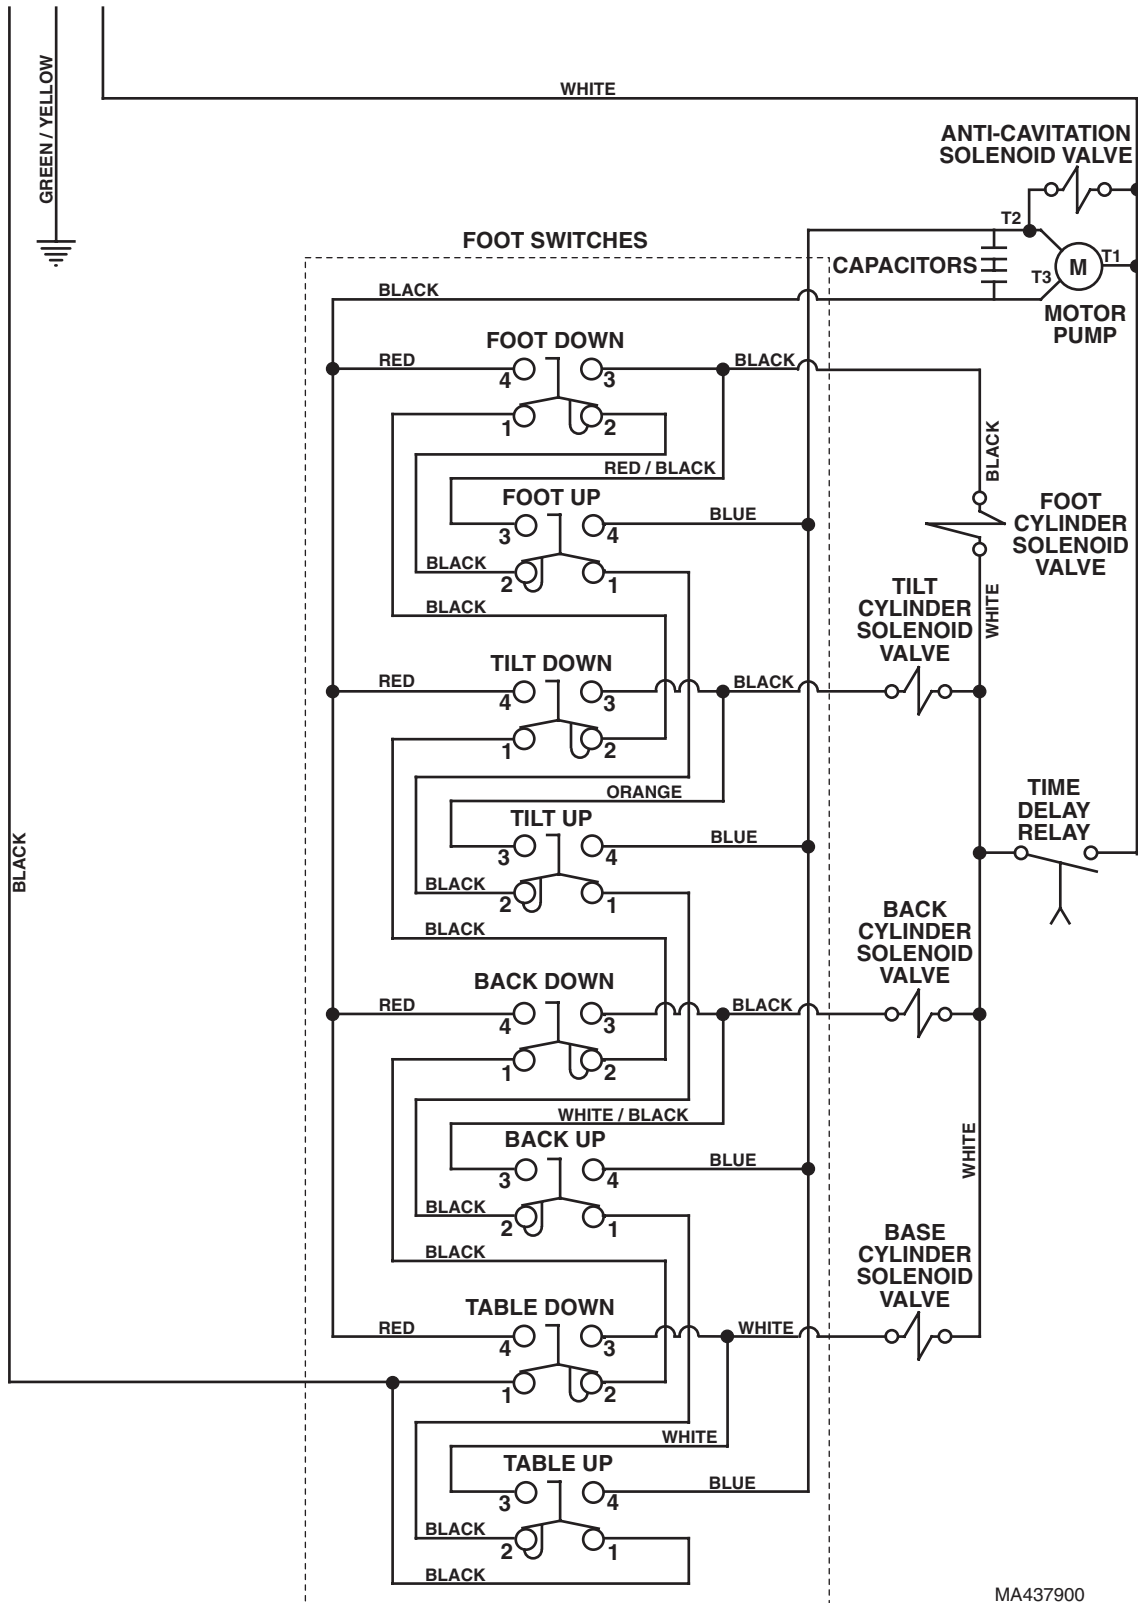 WHITE
GREEN / YELLOW
ANTI-CAVITATION
SOLENOID VALVE
T2
FOOT SWITCHES
CAPACITORS
T3
M
T1
BLACK
MOTOR
PUMP
FOOT DOWN
RED
4
3
BLACK
1
2
BLACK
RED / BLACK
FOOT UP
3
4
BLUE
FOOT
CYLINDER
SOLENOID
VALVE
BLACK
2
1
WHITE
TILT
CYLINDER
SOLENOID
VALVE
BLACK
TILT DOWN
RED
4
3
BLACK
1
2
ORANGE
TIME
DELAY
RELAY
TILT UP
3
4
BLUE
BLACK
BLACK
2
1
BLACK
BACK
CYLINDER
SOLENOID
VALVE
BACK DOWN
RED
4
3
BLACK
1
2
WHITE / BLACK
BACK UP
3
4
BLUE
WHITE
BLACK
2
1
BLACK
BASE
CYLINDER
SOLENOID
VALVE
TABLE DOWN
RED
4
3
WHITE
1
2
WHITE
TABLE UP
3
4
BLUE
BLACK
2
1
BLACK
MA437900